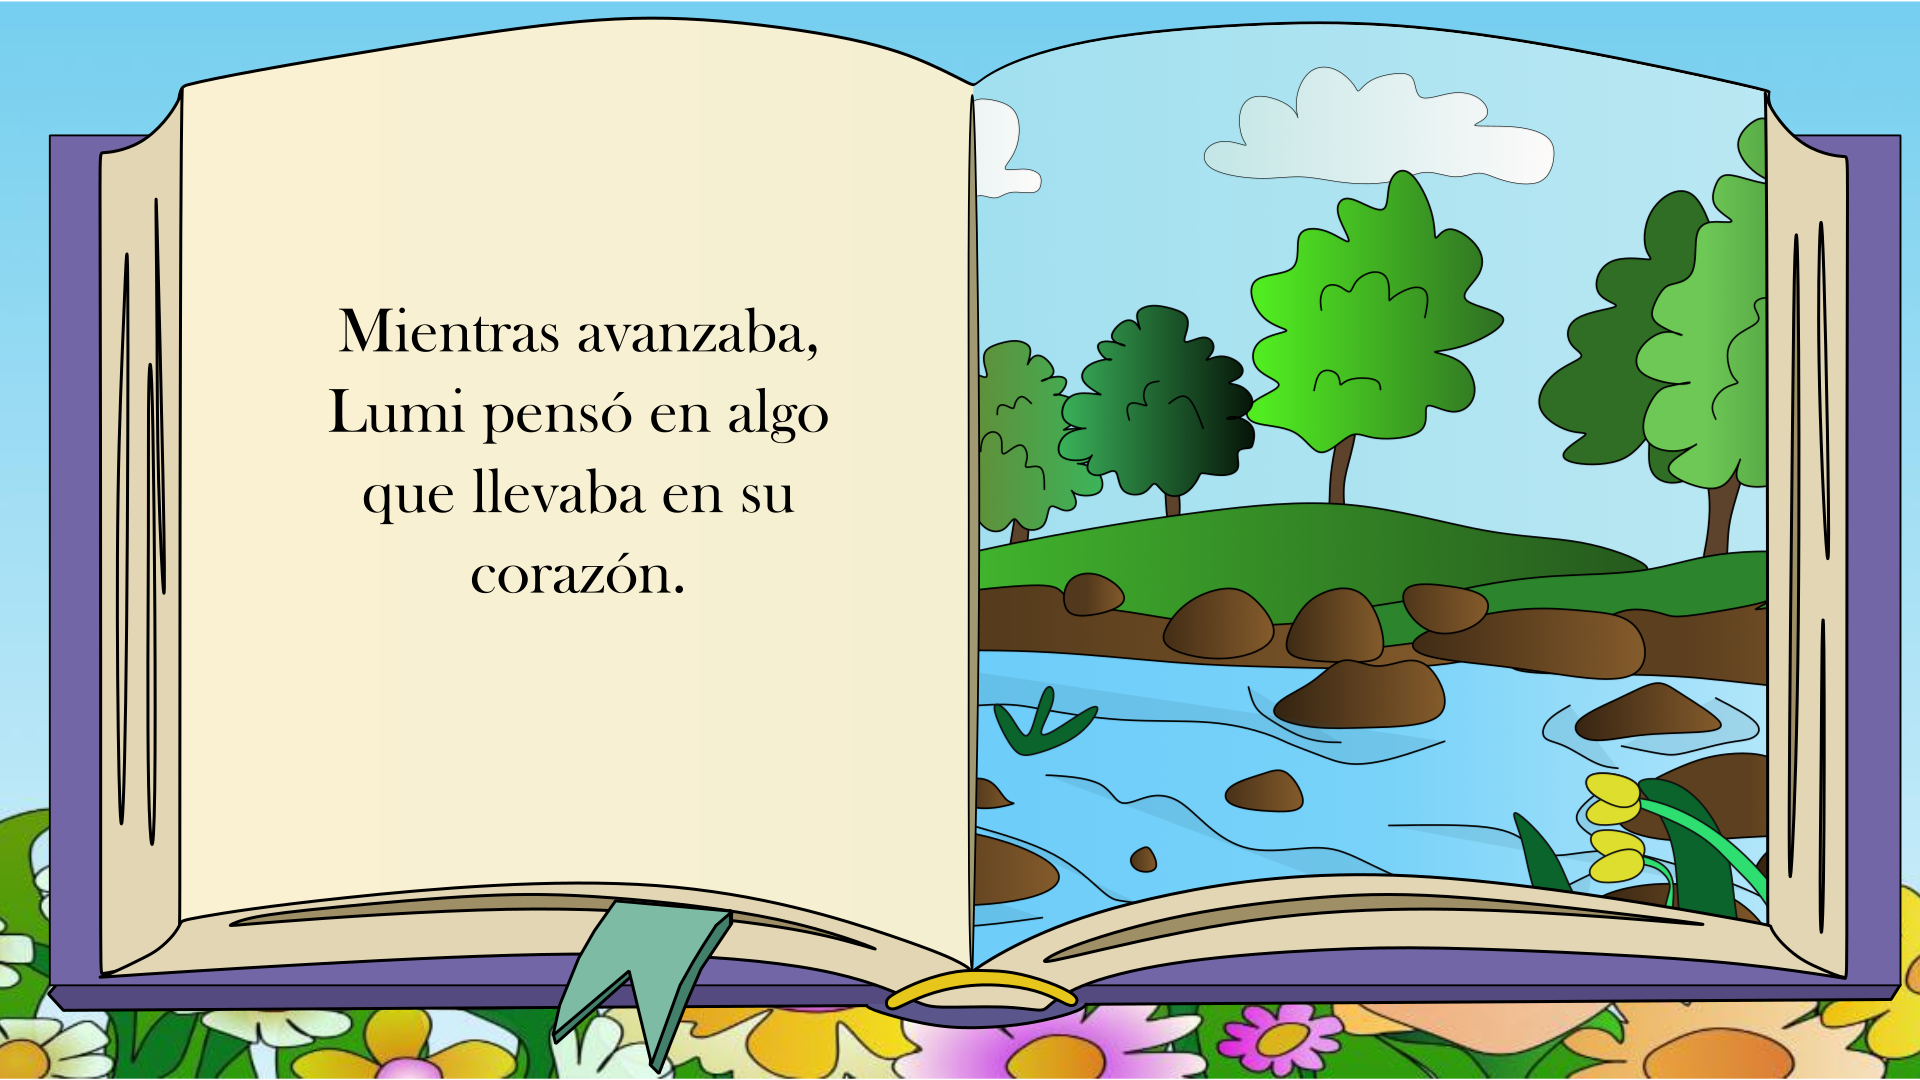 Mientras avanzaba,
Lumi pensó en algo
que llevaba en su
corazón.